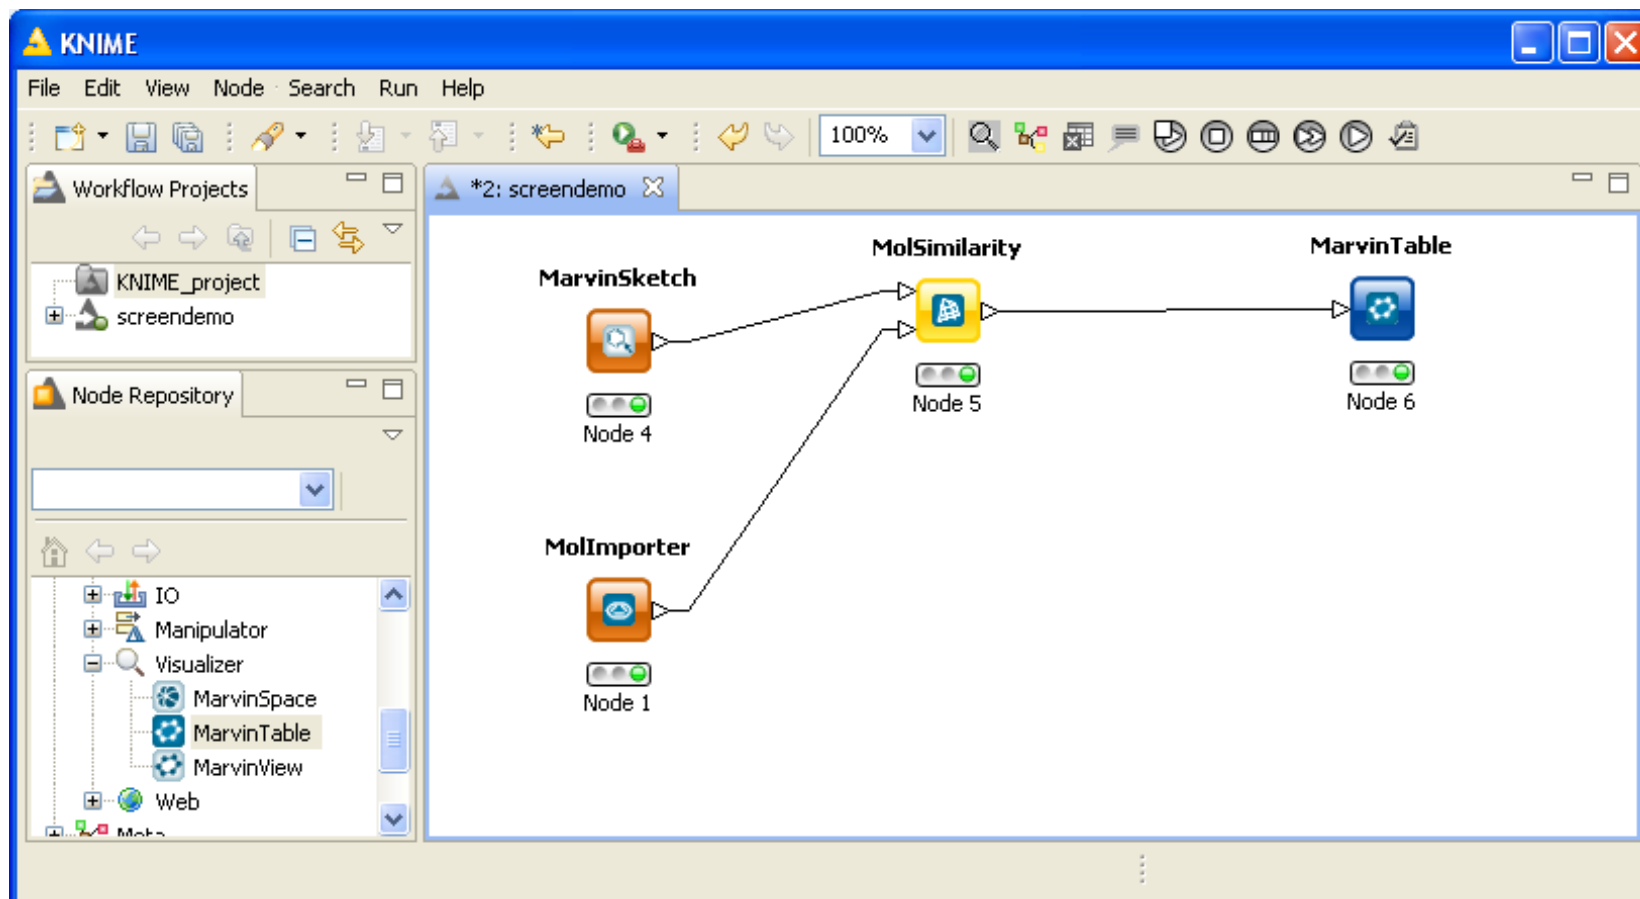 KNIME
File Edit View Node Search Run Help
100%
Workflow Projects
KNIME_project
screendemo
Node Repository
IO
Manipulator
Visualizer
MarvinSpace
MarvinTable
MarvinView
Web
Meta
*2: screendemo
MarvinSketch
Node 4
MolImporter
Node 1
MolSimilarity
Node 5
MarvinTable
Node 6